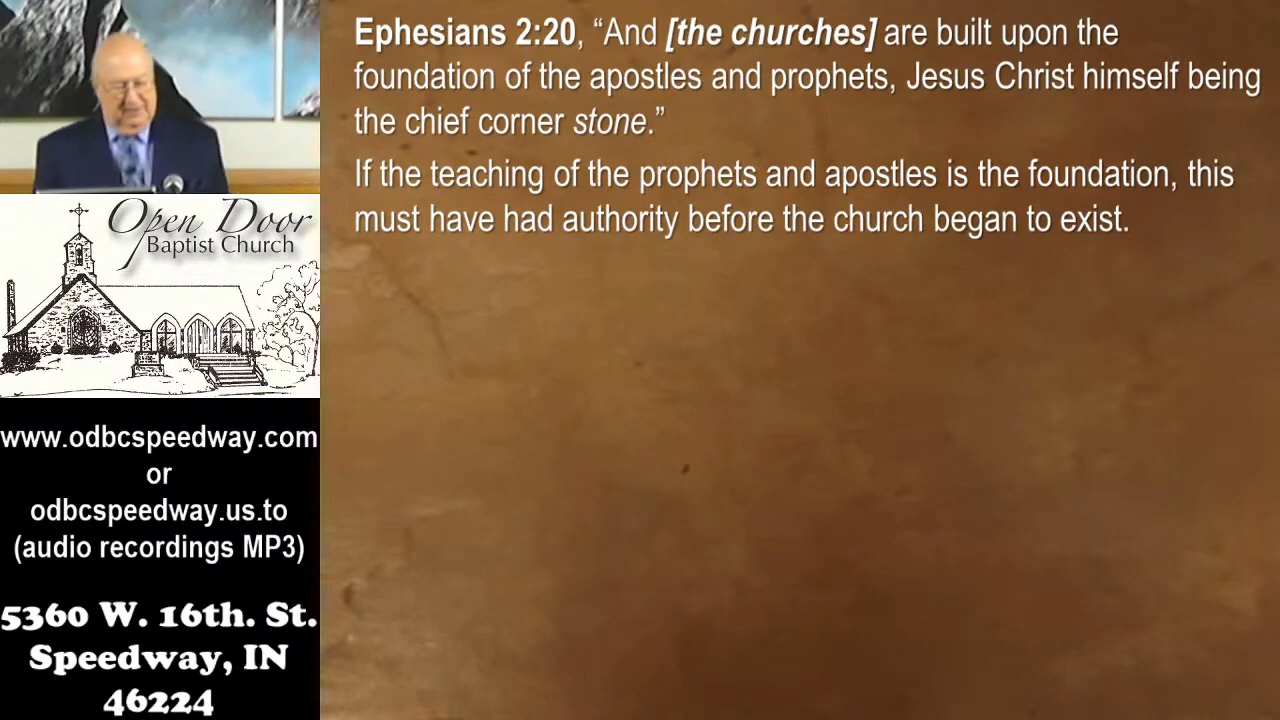 Ephesians 2:20, “And [the churches] are built upon the
foundation of the apostles and prophets, Jesus Christ himself being
the chief corner stone.”
If the teaching of the prophets and apostles is the foundation, this
must have had authority before the church began to exist.
Open Door
Baptist Church
www.odbcspeedway.com
or
odbcspeedway.us.to
(audio recordings MP3)
5360 W. 16th. St.
Speedway, IN
46224